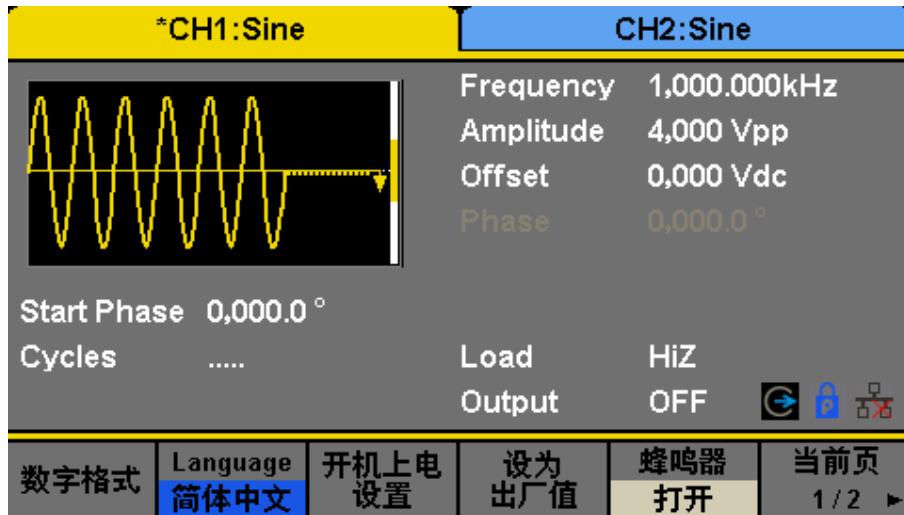 *CH1:Sine
CH2:Sine
Frequency 1,000.000kHz
Amplitude 4,000 Vpp
Offset 0,000 Vdc
Phase 0,000.0°
Start Phase 0,000.0°
Cycles .....
Load HiZ
Output OFF
P
数字格式
Language
简体中文
开机上电
设置
设为
出厂值
蜂鸣器
打开
当前页
1/2 ►